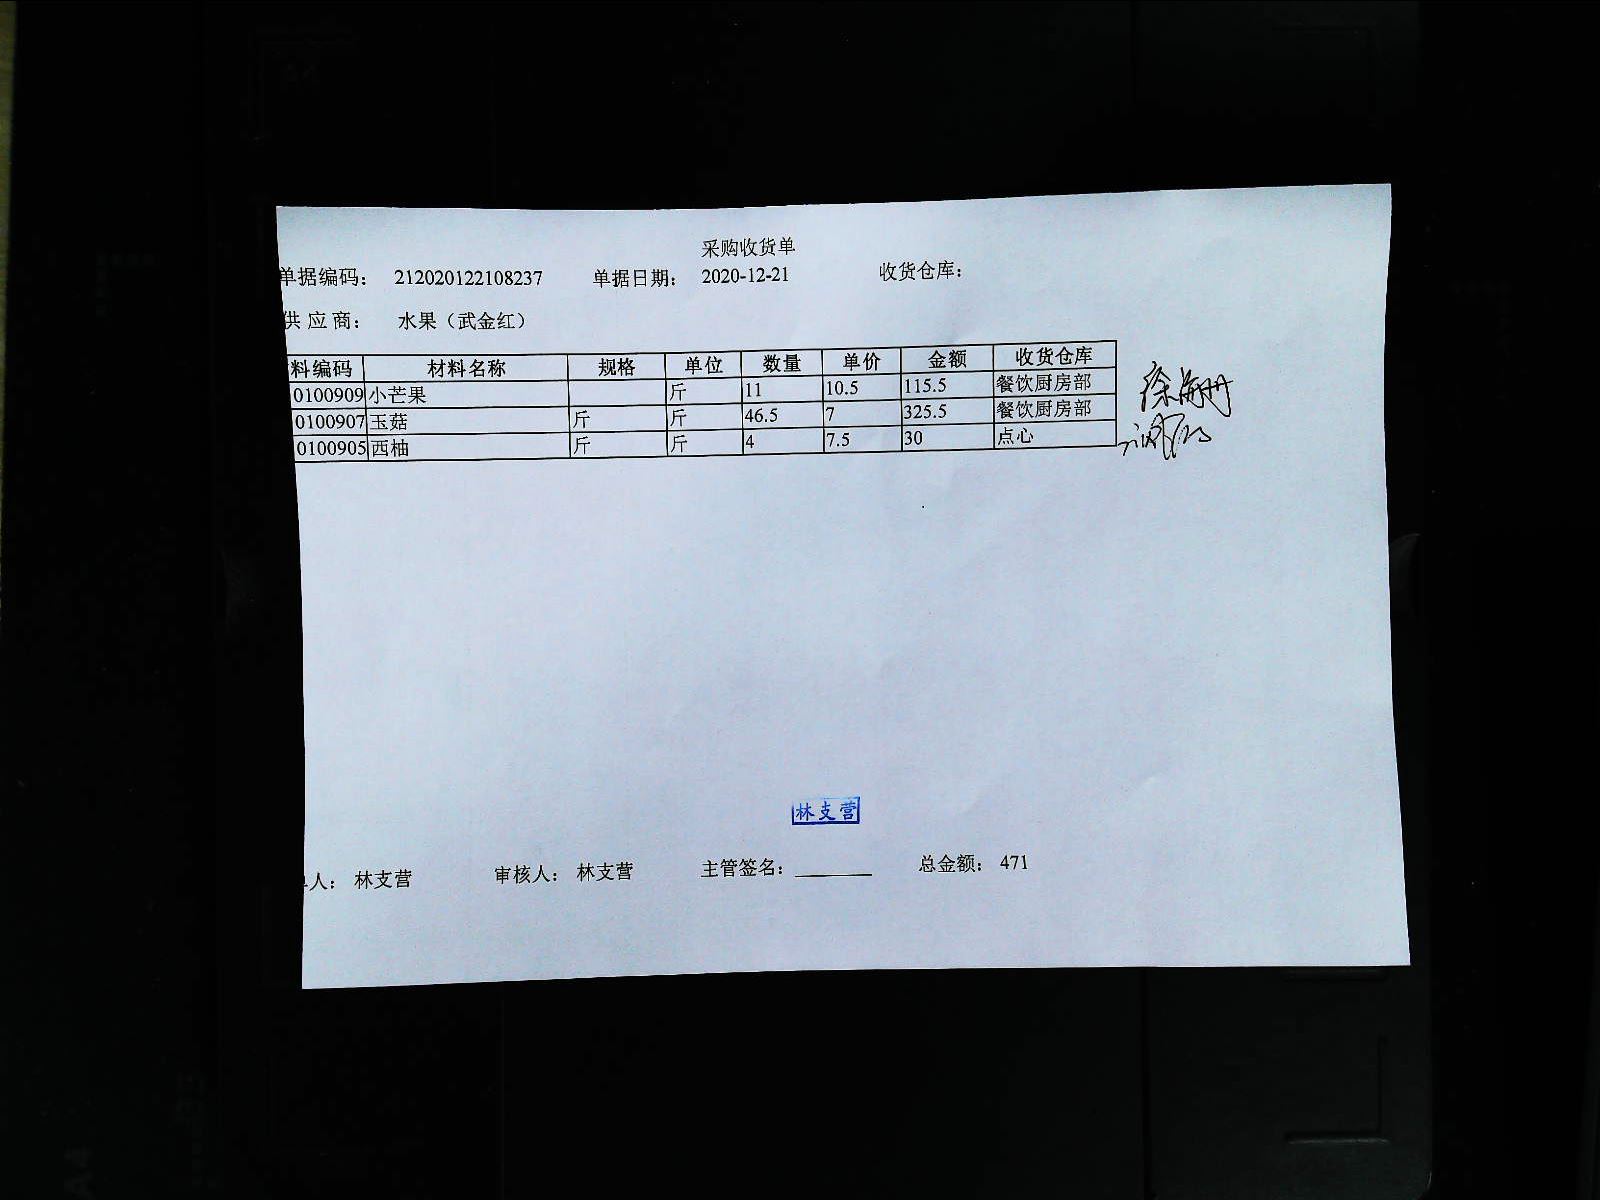 采购收货单
单据编码： 212020122108237 单据日期： 2020-12-21 收货仓库：
供 应 商： 水果（武金红）
料编码 材料名称 规格 单位 数量 单价 金额 收货仓库
0100909 小芒果 斤 11 10.5 115.5 餐饮厨房部
0100907 玉菇 斤 斤 46.5 7 325.5 餐饮厨房部
0100905 西柚 斤 斤 4 7.5 30 点心
林支营
人： 林支营 审核人： 林支营 主管签名： 总金额： 471